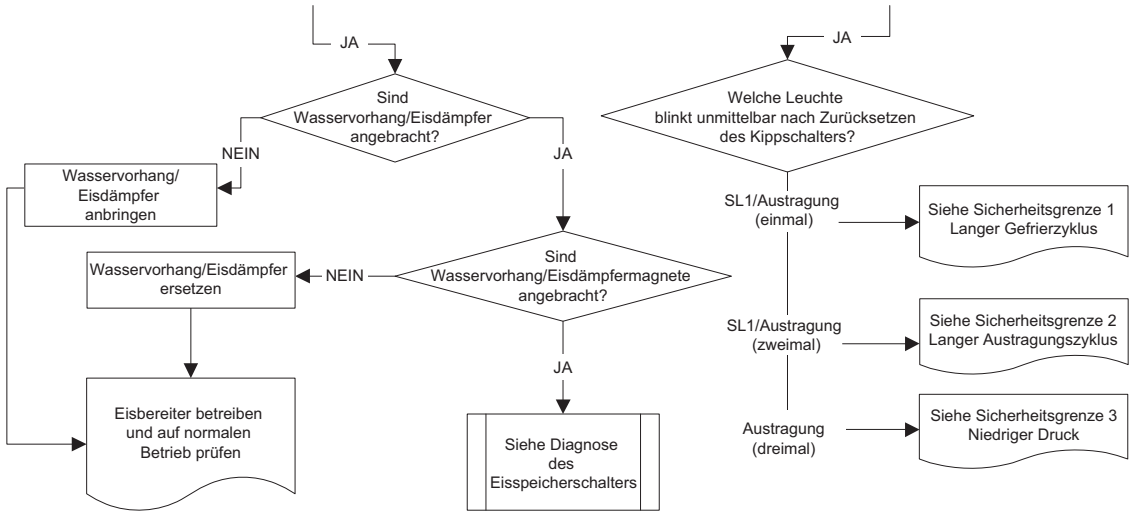 JA
Sind
Wasservorhang/Eisdämpfer
angebracht?
NEIN
JA
Wasservorhang/
Eisdämpfer
anbringen
Sind
Wasservorhang/Eisdämpfermagnete
angebracht?
NEIN
Wasservorhang/Eisdämpfer
ersetzen
JA
Eisbereiter betreiben
und auf normalen
Betrieb prüfen
Siehe Diagnose
des
Eisspeicherschalters
JA
Welche Leuchte
blinkt unmittelbar nach Zurücksetzen
des Kippschalters?
SL1/Austragung
(einmal)
Siehe Sicherheitsgrenze 1
Langer Gefrierzyklus
SL1/Austragung
(zweimal)
Siehe Sicherheitsgrenze 2
Langer Austragungszyklus
Austragung
(dreimal)
Siehe Sicherheitsgrenze 3
Niedriger Druck